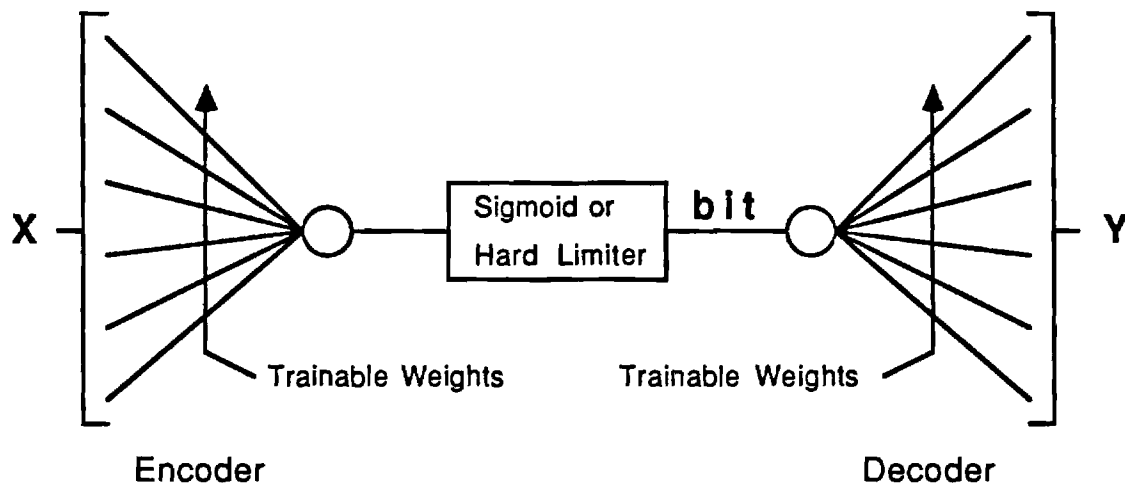 X
Sigmoid or
Hard Limiter
bit
Y
Trainable Weights
Trainable Weights
Encoder
Decoder